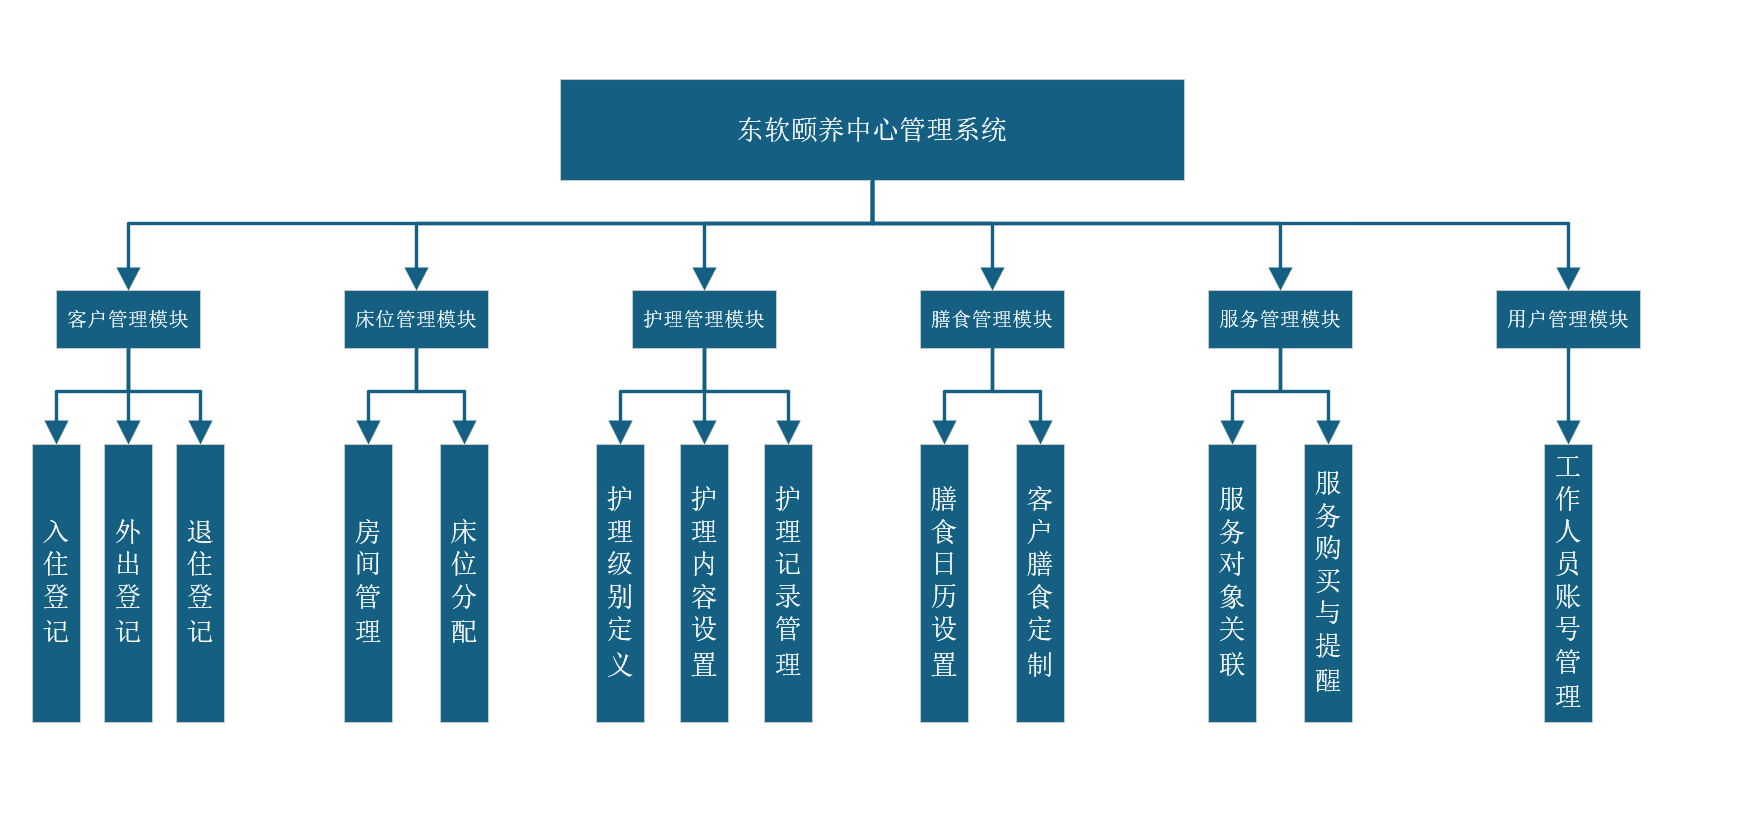 东软颐养中心管理系统
客户管理模块
床位管理模块
护理管理模块
膳食管理模块
服务管理模块
用户管理模块
入住登记
外出登记
退住登记
房间管理
床位分配
护理级别定义
护理内容设置
护理记录管理
膳食日历设置
客户膳食定制
服务对象关联
服务购买与提醒
工作人员账号管理